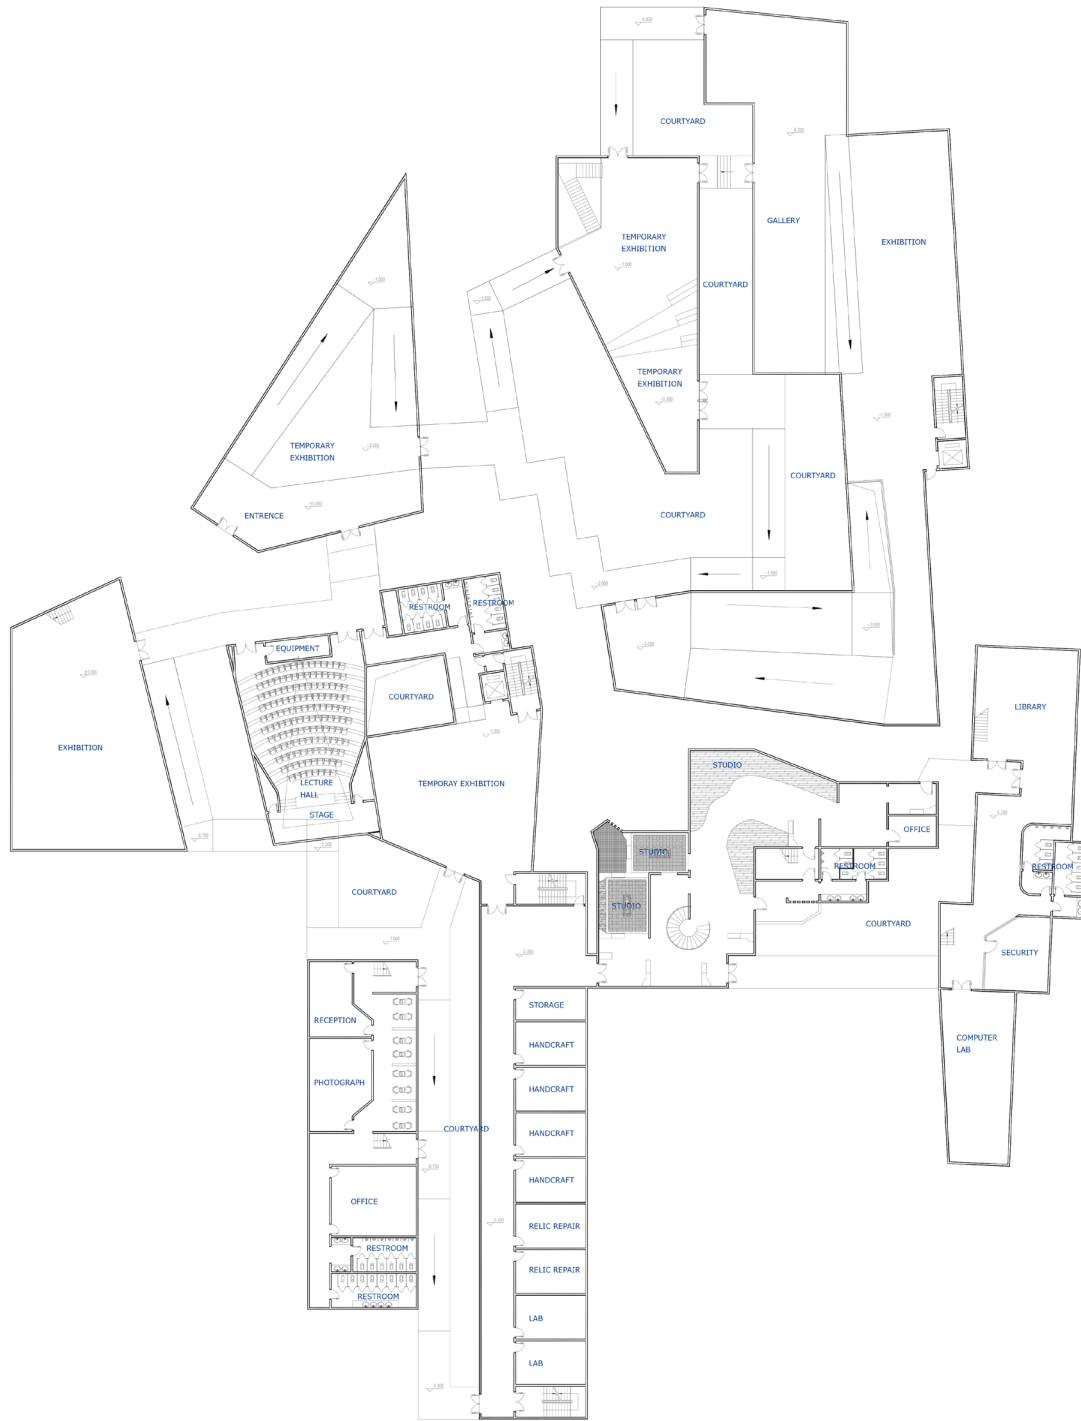 COURTYARD
GALLERY
TEMPORARY
EXHIBITION
EXHIBITION
COURTYARD
TEMPORARY
EXHIBITION
TEMPORARY
EXHIBITION
COURTYARD
COURTYARD
ENTRENCE
RESTROOM
RESTROOM
EQUIPMENT
COURTYARD
LIBRARY
EXHIBITION
STUDIO
LECTURE
HALL
TEMPORAY EXHIBITION
STAGE
OFFICE
STUDIO
RESTROOM
RESTROOM
COURTYARD
STUDIO
COURTYARD
SECURITY
STORAGE
RECEPTION
HANDCRAFT
COMPUTER
LAB
PHOTOGRAPH
HANDCRAFT
COURTYARD
HANDCRAFT
HANDCRAFT
OFFICE
RELIC REPAIR
RESTROOM
RELIC REPAIR
RESTROOM
LAB
LAB